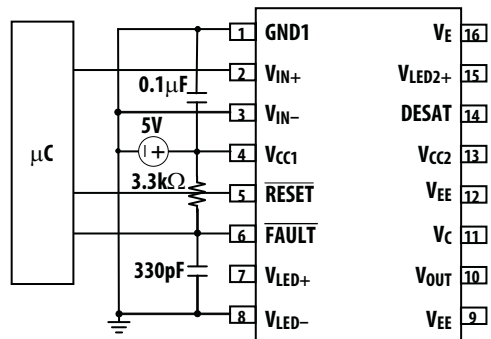 μC
0.1μF
5V
3.3kΩ
330pF
1 GND1
2 VIN+
3 VIN−
4 VCC1
5 RESET
6 FAULT
7 VLED+
8 VLED−
VE 16
VLED2+ 15
DESAT 14
VCC2 13
VEE 12
VC 11
VOUT 10
VEE 9